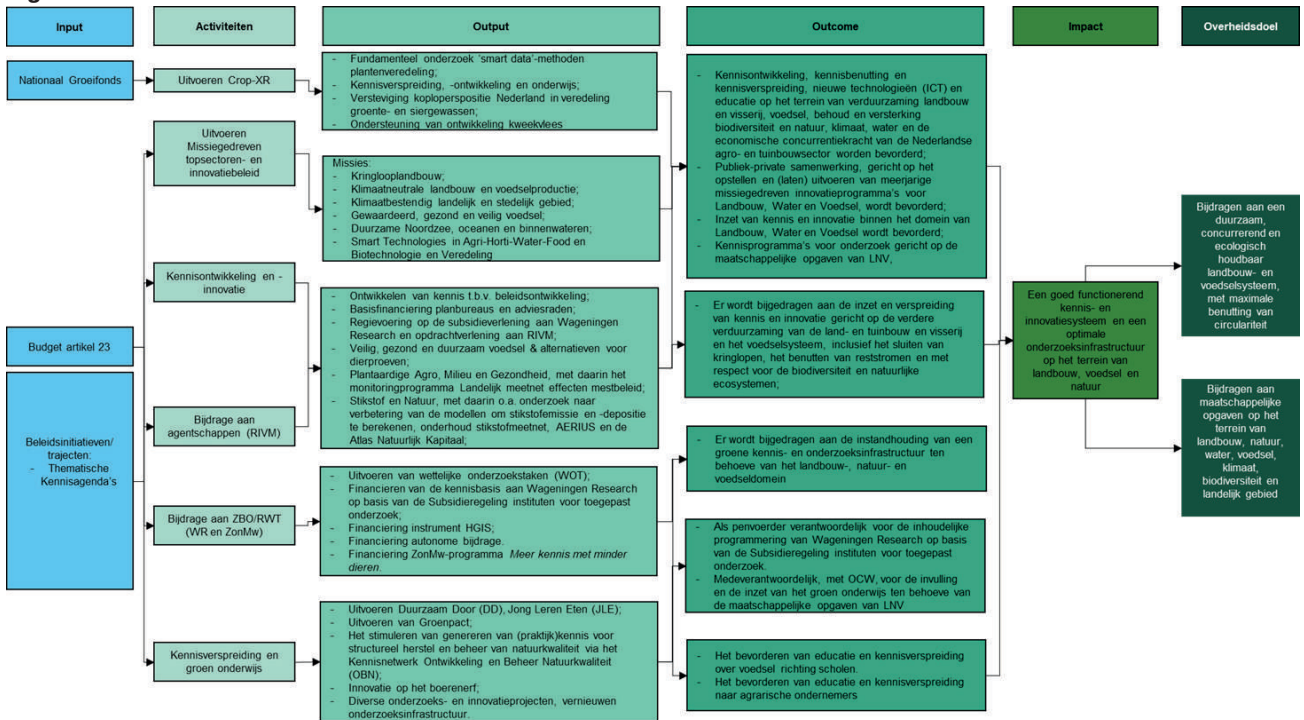 Input
Activiteiten
Output
Outcome
Impact
Overheidsdoel
Nationaal Groeifonds
Budget artikel 23
Beleidsinitiatieven/
trajecten:
- Thematische
Kennisagenda's
Uitvoeren Crop-XR
Uitvoeren
Missiegedreven
topsectoren- en
innovatiebeleid
Kennisontwikkeling en -
innovatie
Bijdrage aan
agentschappen (RIVM)
Bijdrage aan ZBO/RWT
(WR en ZonMw)
Kennisverspreiding en
groen onderwijs
- Fundamenteel onderzoek 'smart data'-methoden
plantenveredeling;
- Kennisverspreiding, -ontwikkeling en onderwijs;
- Versteviging koploperspositie Nederland in veredeling
groente- en siergewassen;
- Ondersteuning van ontwikkeling kweekvlees
Missies:
- Kringlooplandbouw;
- Klimaatneutrale landbouw en voedselproductie;
- Klimaatbestendig landelijk en stedelijk gebied;
- Gewaardeerd, gezond en veilig voedsel;
- Duurzame Noordzee, oceanen en binnenwateren;
- Smart Technologies in Agri-Horti-Water-Food en
Biotechnologie en Veredeling
- Ontwikkelen van kennis t.b.v. beleidsontwikkeling;
- Basisfinanciering planbureaus en adviesraden;
- Regievoering op de subsidieverlening aan Wageningen
Research en opdrachtverlening aan RIVM;
- Veilig, gezond en duurzaam voedsel & alternatieven voor
dierproeven;
- Plantaardige Agro, Milieu en Gezondheid, met daarin het
monitoringprogramma Landelijk meetnet effecten mestbeleid;
- Stikstof en Natuur, met daarin o.a. onderzoek naar
verbetering van de modellen om stikstofemissie en -depositie
te berekenen, onderhoud stikstofmeetnet, AERIUS en de
Atlas Natuurlijk Kapitaal;
- Uitvoeren van wettelijke onderzoekstaken (WOT);
- Financieren van de kennisbasis aan Wageningen Research
op basis van de Subsidieregeling instituten voor toegepast
onderzoek;
- Financiering instrument HGIS;
- Financiering autonome bijdrage.
- Financiering ZonMw-programma Meer kennis met minder
dieren.
- Uitvoeren Duurzaam Door (DD), Jong Leren Eten (JLE);
- Uitvoeren van Groenpact;
- Het stimuleren van genereren van (praktijk)kennis voor
structureel herstel en beheer van natuurkwaliteit via het
Kennisnetwerk Ontwikkeling en Beheer Natuurkwaliteit
(OBN);
- Innovatie op het boerenerf;
- Diverse onderzoeks- en innovatieprojecten, vernieuwen
onderzoeksinfrastructuur.
- Kennisontwikkeling, kennisbenutting en
kennisverspreiding, nieuwe technologieën (ICT) en
educatie op het terrein van verduurzaming landbouw
en visserij, voedsel, behoud en versterking
biodiversiteit en natuur, klimaat, water en de
economische concurrentiekracht van de Nederlandse
agro- en tuinbouwsector worden bevorderd;
- Publiek-private samenwerking, gericht op het
opstellen en (laten) uitvoeren van meerjarige
missiegedreven innovatieprogramma's voor
Landbouw, Water en Voedsel, wordt bevorderd;
- Inzet van kennis en innovatie binnen het domein van
Landbouw, Water en Voedsel wordt bevorderd;
- Kennisprogramma's voor onderzoek gericht op de
maatschappelijke opgaven van LNV,
- Er wordt bijgedragen aan de inzet en verspreiding
van kennis en innovatie gericht op de verdere
verduurzaming van de land- en tuinbouw en visserij
en het voedselsysteem, inclusief het sluiten van
kringlopen, het benutten van reststromen en met
respect voor de biodiversiteit en natuurlijke
ecosystemen;
- Er wordt bijgedragen aan de instandhouding van een
groene kennis- en onderzoeksinfrastructuur ten
behoeve van het landbouw-, natuur- en
voedseldomein
- Als penvoerder verantwoordelijk voor de inhoudelijke
programmering van Wageningen Research op basis
van de Subsidieregeling instituten voor toegepast
onderzoek.
- Medeverantwoordelijk, met OCW, voor de invulling
en de inzet van het groen onderwijs ten behoeve van
de maatschappelijke opgaven van LNV
- Het bevorderen van educatie en kennisverspreiding
over voedsel richting scholen.
- Het bevorderen van educatie en kennisverspreiding
naar agrarische ondernemers
Een goed functionerend
kennis- en
innovatiesysteem en een
optimale
onderzoeksinfrastructuur
op het terrein van
landbouw, voedsel en
natuur
Bijdragen aan een
duurzaam,
concurrerend en
ecologisch
houdbaar
landbouw- en
voedselsysteem,
met maximale
benutting van
circulariteit
Bijdragen aan
maatschappelijke
opgaven op het
terrein van
landbouw, natuur,
water, voedsel,
klimaat,
biodiversiteit en
landelijk gebied